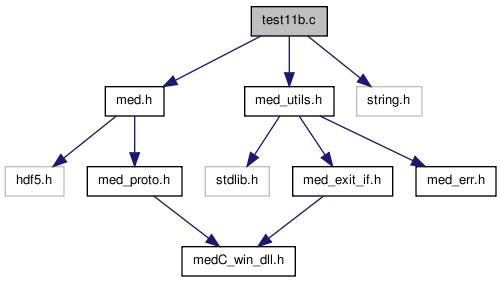 test11b.c
med.h
med_utils.h
string.h
hdf5.h
med_proto.h
stdlib.h
med_exit_if.h
med_err.h
medC_win_dll.h